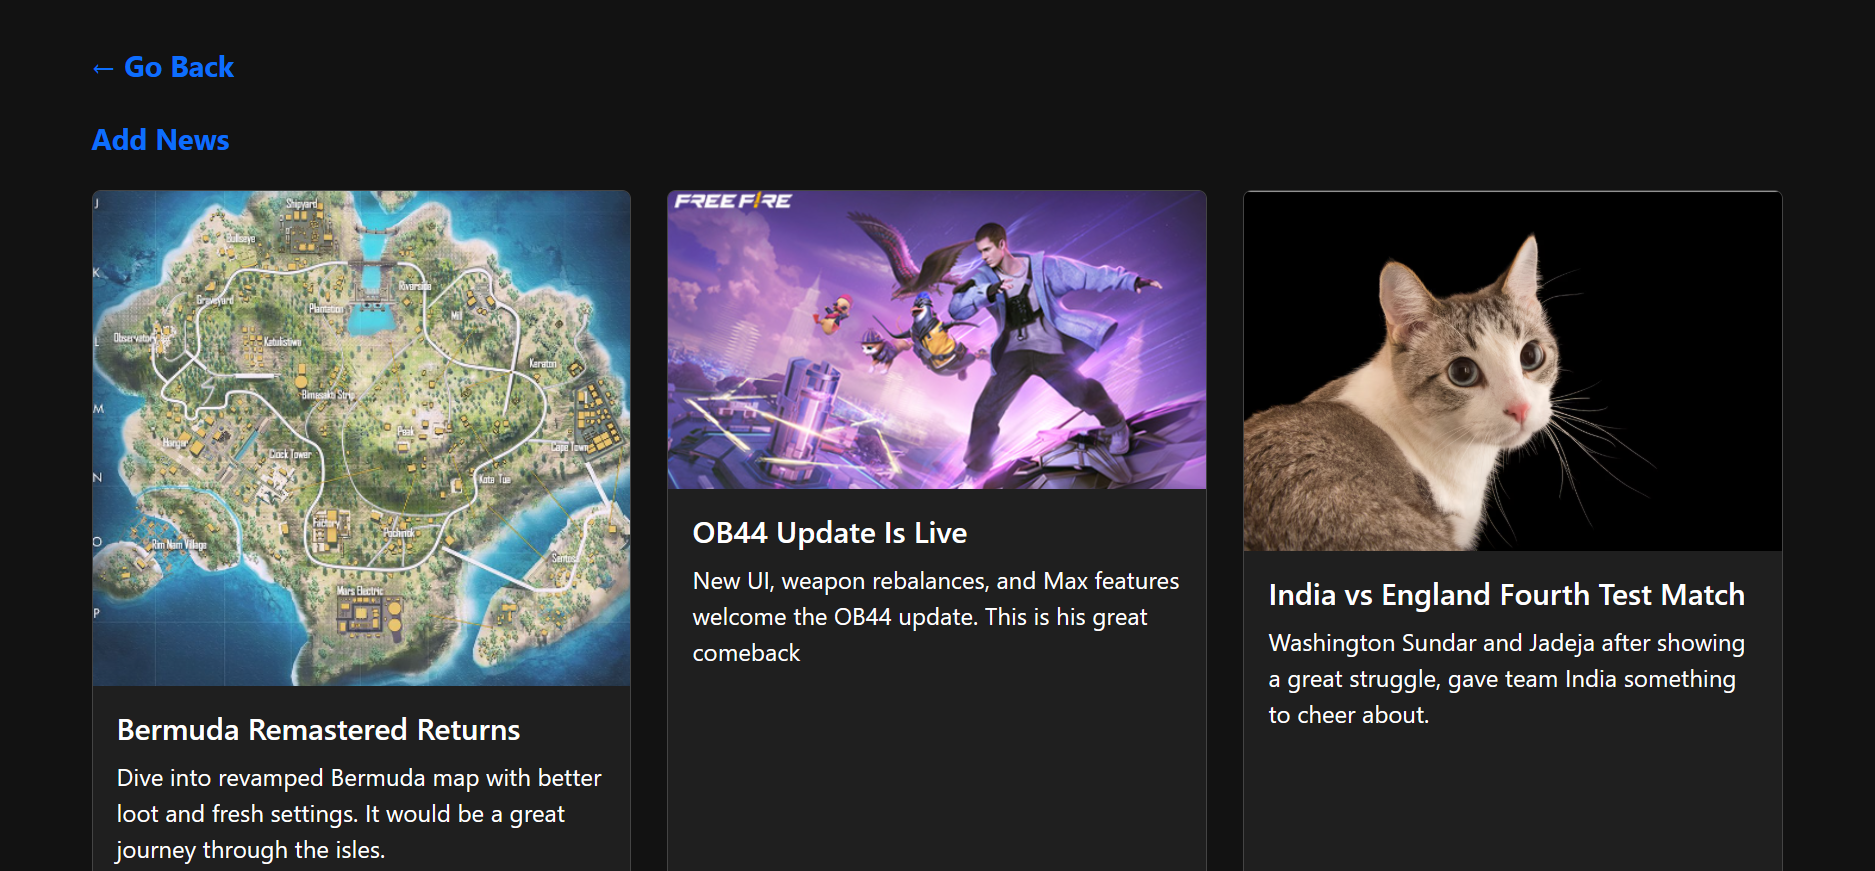 ← Go Back
Add News
J
K
L
M
N
O
P
Shipyard
Bullseye
Riverside
Graveyard
Plantation
Mill
Observatory
Katulistiwa
Keraton
Bimasakti Strip
Peak
Hangar
Cape Town
Clock Tower
Kota Tua
Factory
Pochinok
Rim Nam Village
Sentosa
Mars Electric
Bermuda Remastered Returns
Dive into revamped Bermuda map with better
loot and fresh settings. It would be a great
journey through the isles.
FREE FIRE
OB44 Update Is Live
New UI, weapon rebalances, and Max features
welcome the OB44 update. This is his great
comeback
India vs England Fourth Test Match
Washington Sundar and Jadeja after showing
a great struggle, gave team India something
to cheer about.